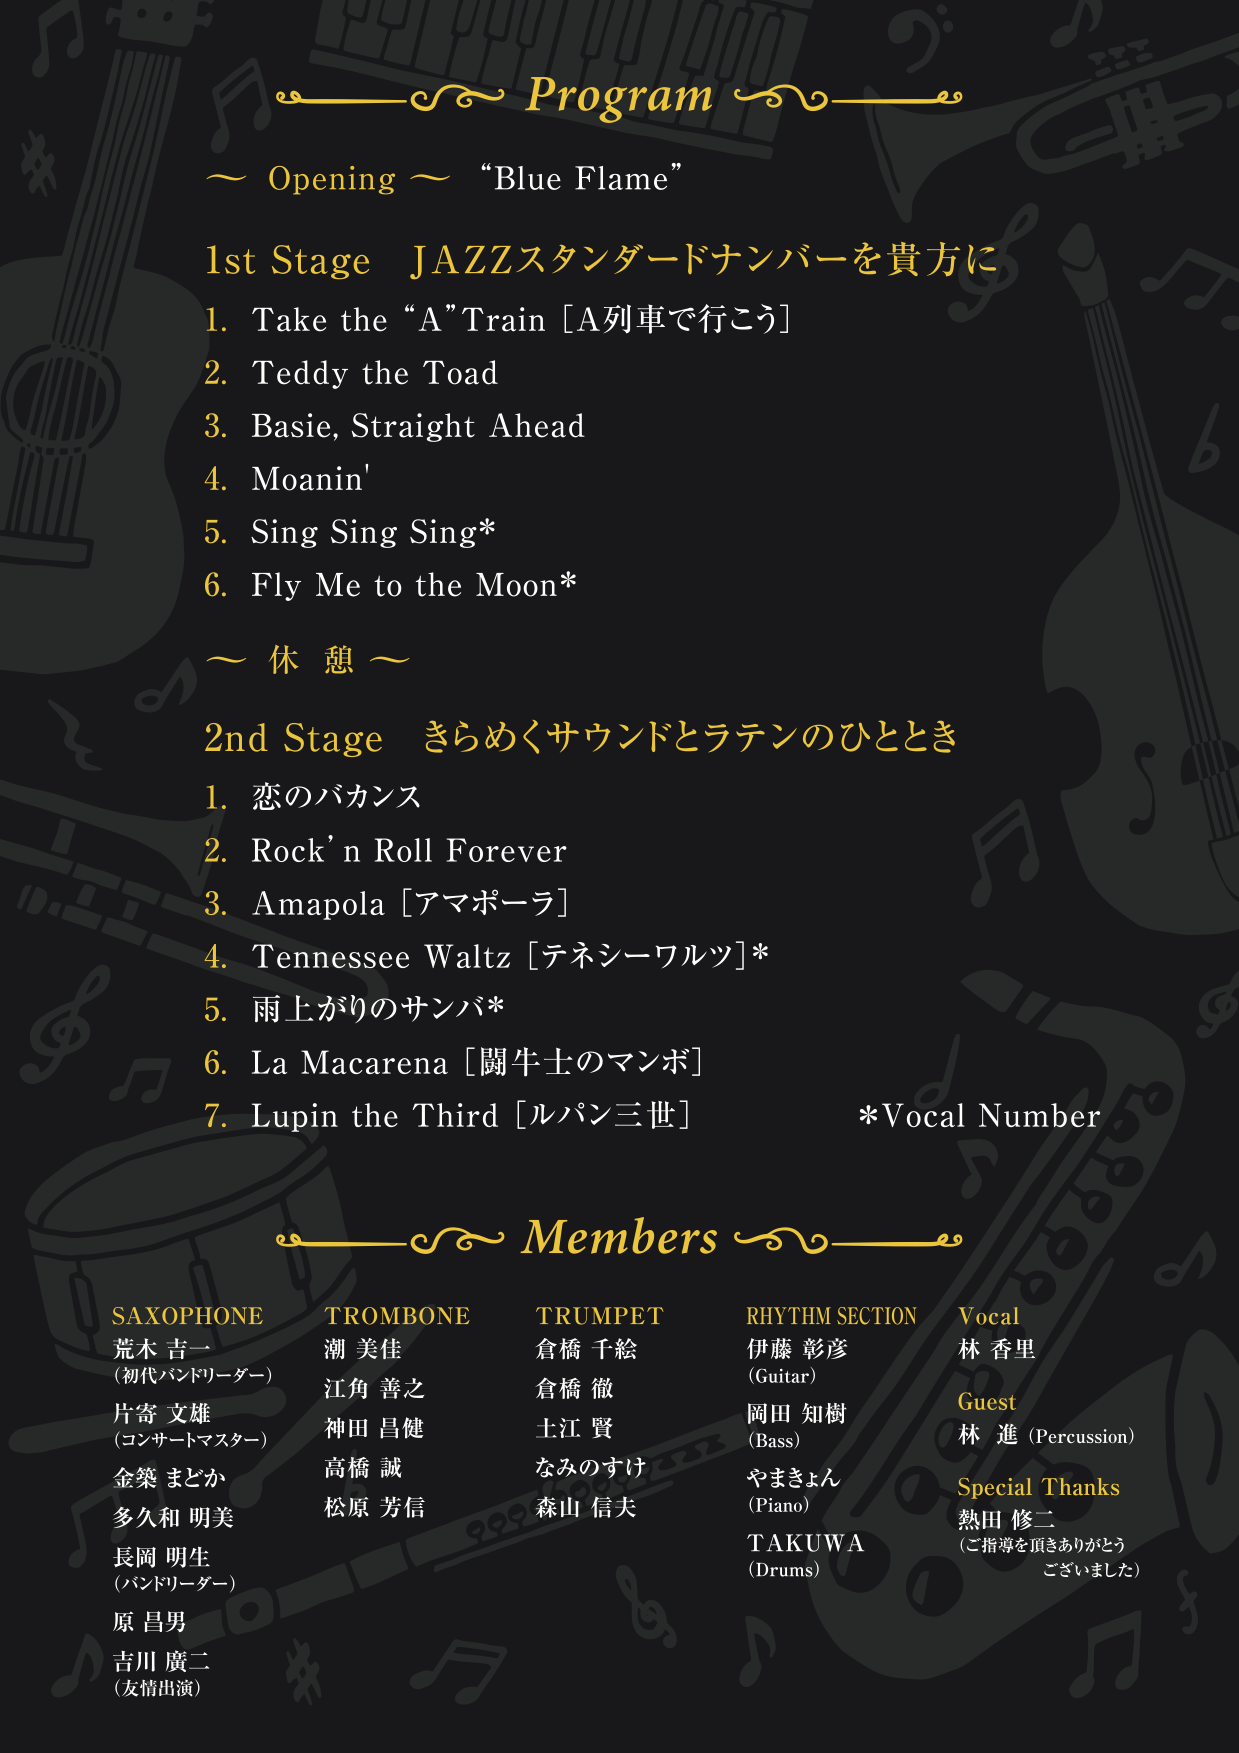 Program
〜 Opening 〜 “Blue Flame”
1st Stage　JAZZスタンダードナンバーを貴方に
1. Take the “A” Train［A列車で行こう］
2. Teddy the Toad
3. Basie, Straight Ahead
4. Moanin'
5. Sing Sing Sing*
6. Fly Me to the Moon*
〜 休 憩 〜
2nd Stage　きらめくサウンドとラテンのひととき
1. 恋のバカンス
2. Rock’n Roll Forever
3. Amapola［アマポーラ］
4. Tennessee Waltz［テネシーワルツ］*
5. 雨上がりのサンバ*
6. La Macarena［闘牛士のマンボ］
7. Lupin the Third［ルパン三世］
*Vocal Number
Members
SAXOPHONE
荒木 吉一
（初代バンドリーダー）
片寄 文雄
（コンサートマスター）
金築 まどか
多久和 明美
長岡 明生
（バンドリーダー）
原 昌男
吉川 廣二
（友情出演）
TROMBONE
潮 美佳
江角 善之
神田 昌健
高橋 誠
松原 芳信
TRUMPET
倉橋 千絵
倉橋 徹
土江 賢
なみのすけ
森山 信夫
RHYTHM SECTION
伊藤 彰彦
（Guitar）
岡田 知樹
（Bass）
やまきょん
（Piano）
TAKUWA
（Drums）
Vocal
林 香里
Guest
林 進（Percussion）
Special Thanks
熱田 修二
（ご指導を頂きありがとう
ございました）